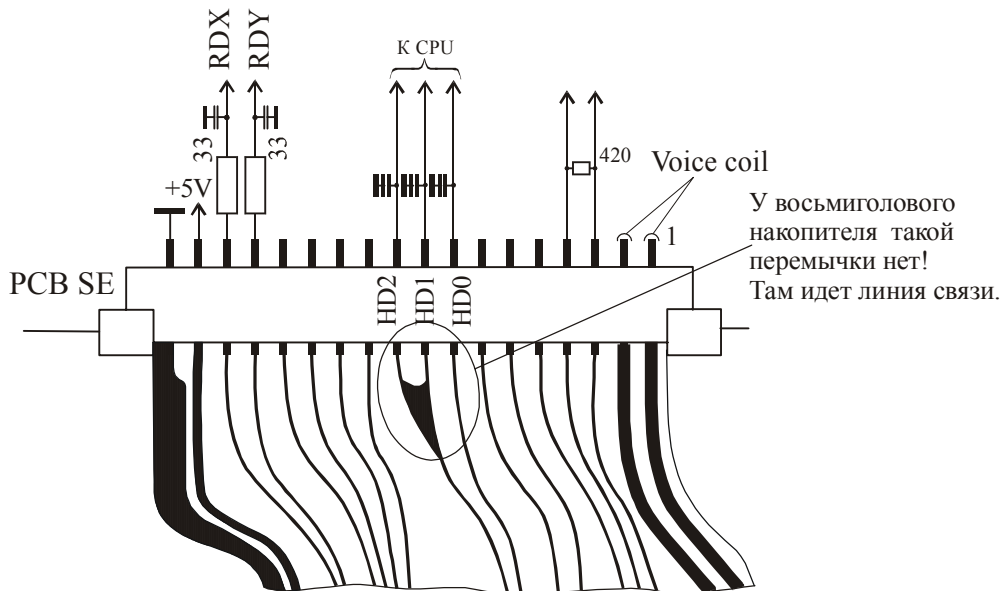 RDX
RDY
К CPU
33
33
+5V
420
Voice coil
1
У восьмиголового
накопителя такой
перемычки нет!
Там идет линия связи.
PCB SE
HD2
HD1
HD0